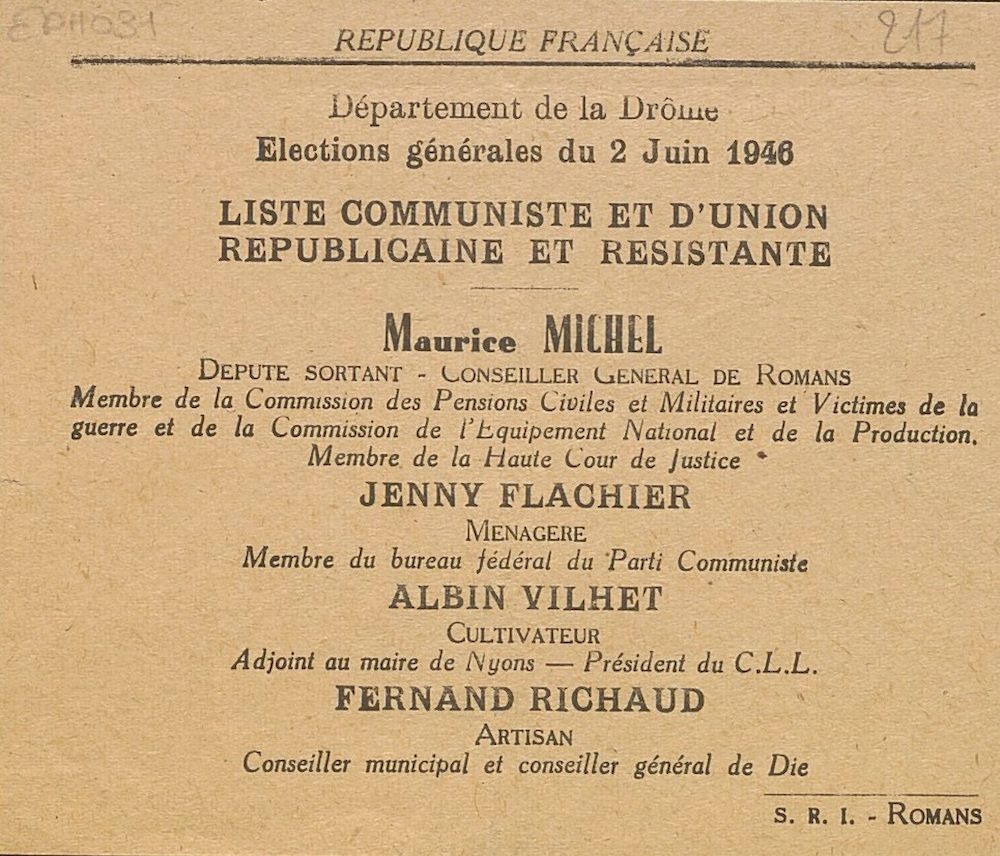 217
REPUBLIQUE FRANÇAISE
Département de la Drôme
Elections générales du 2 Juin 1946
LISTE COMMUNISTE ET D'UNION
REPUBLICAINE ET RESISTANTE
Maurice MICHEL
DEPUTE SORTANT - CONSEILLER GENERAL DE ROMANS
Membre de la Commission des Pensions Civiles et Militaires et Victimes de la
guerre et de la Commission de l'Equipement National et de la Production.
Membre de la Haute Cour de Justice
JENNY FLACHIER
MENAGERE
Membre du bureau fédéral du Parti Communiste
ALBIN VILHET
CULTIVATEUR
Adjoint au maire de Nyons — Président du C.L.L.
FERNAND RICHAUD
ARTISAN
Conseiller municipal et conseiller général de Die
S. R. I. - ROMANS